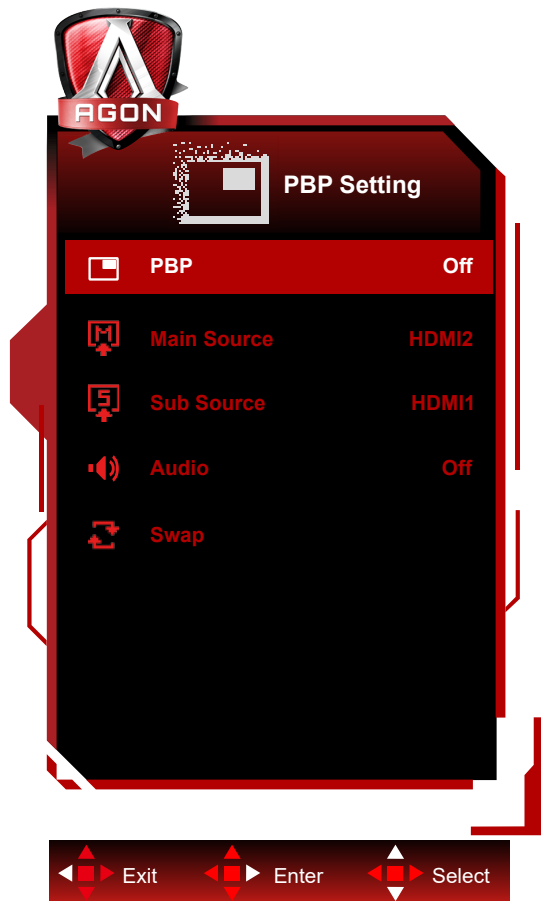 AGON
PBP Setting
PBP Off
Main Source HDMI2
Sub Source HDMI1
Audio Off
Swap
Exit Enter Select